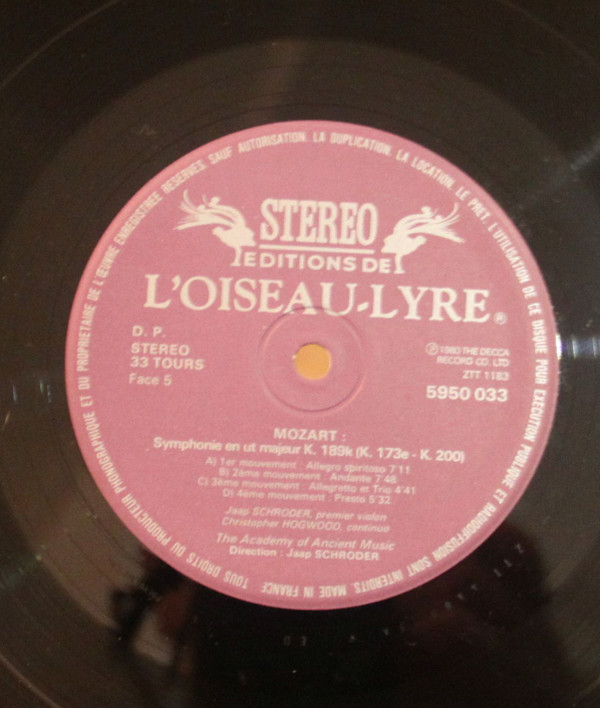 TOUS DROITS DU PRODUCTEUR PHONOGRAPHIQUE ET DU PROPRIETAIRE DE L'ŒUVRE ENREGISTREE RESERVES SAUF AUTORISATION. LA DUPLICATION, LA LOCATION, LE PRET, L'UTILISATION DE CE DISQUE POUR EXECUTION PUBLIQUE ET RADIODIFFUSION SONT INTERDITS. MADE IN FRANCE
STEREO
EDITIONS DE
L'OISEAU-LYRE®
D. P.
STEREO
33 TOURS
Face 5
Ⓟ 1980 THE DECCA
RECORD CO. LTD
ZTT 1183
5950 033
MOZART :
Symphonie en ut majeur K. 189k (K. 173e - K. 200)
A) 1er mouvement : Allegro spiritoso 7'11
B) 2ème mouvement : Andante 7'48
C) 3ème mouvement : Allegretto et Trio 4'41
D) 4ème mouvement : Presto 5'32
Jaap SCHRODER, premier violon
Christopher HOGWOOD, continuo
The Academy of Ancient Music
Direction : Jaap SCHRODER